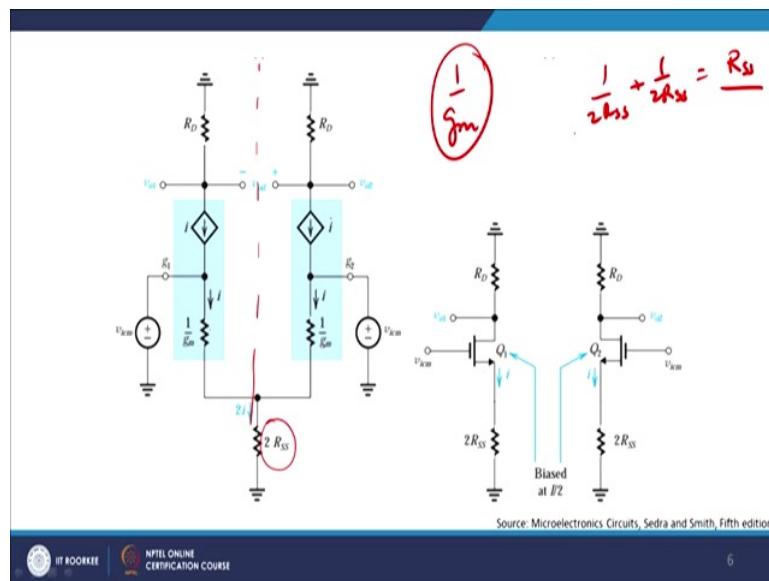 1/gm
1/2RSS + 1/2RSS = RSS
RD
RD
vo1
−
vod
+
vo2
i
i
g1
g2
i
i
vicm
1/gm
1/gm
vicm
2i
2 RSS
RD
RD
vo1
vo2
vicm
Q1
Q2
vicm
i
i
2RSS
2RSS
Biased
at I/2
Source: Microelectronics Circuits, Sedra and Smith, Fifth edition
IIT ROORKEE
NPTEL ONLINE
CERTIFICATION COURSE
6